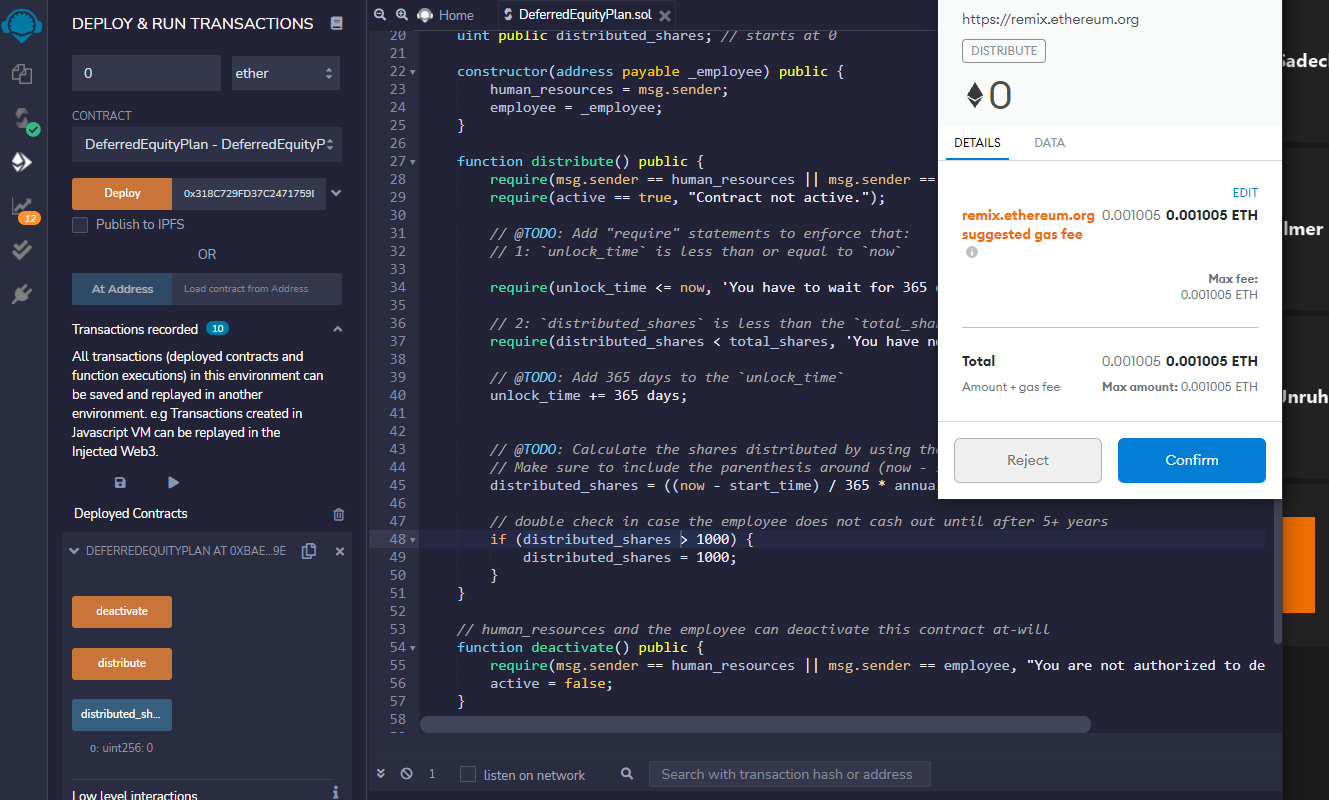 DEPLOY & RUN TRANSACTIONS
0
ether
CONTRACT
DeferredEquityPlan - DeferredEquityP
Deploy
0x318C729FD37C2471759
Publish to IPFS
OR
At Address
Load contract from Address
12
Transactions recorded 10
All transactions (deployed contracts and
function executions) in this environment can
be saved and replayed in another
environment. e.g Transactions created in
Javascript VM can be replayed in the
Injected Web3.
Deployed Contracts
DEFERREDEQUITYPLAN AT 0XBAE...9E
deactivate
distribute
distributed_sh...
0: uint256: 0
Low level interactions
Home
DeferredEquityPlan.sol
20 uint public distributed_shares; // starts at 0
21
22 constructor(address payable _employee) public {
23 human_resources = msg.sender;
24 employee = _employee;
25 }
26
27 function distribute() public {
28 require(msg.sender == human_resources || msg.sender ==
29 require(active == true, "Contract not active.");
30
31 // @TODO: Add "require" statements to enforce that:
32 // 1: `unlock_time` is less than or equal to `now`
33
34 require(unlock_time <= now, 'You have to wait for 365
35
36 // 2: `distributed_shares` is less than the `total_sha
37 require(distributed_shares < total_shares, 'You have n
38
39 // @TODO: Add 365 days to the `unlock_time`
40 unlock_time += 365 days;
41
42
43 // @TODO: Calculate the shares distributed by using the
44 // Make sure to include the parenthesis around (now -
45 distributed_shares = ((now - start_time) / 365 * annua
46
47 // double check in case the employee does not cash out until after 5+ years
48 if (distributed_shares > 1000) {
49 distributed_shares = 1000;
50 }
51 }
52
53 // human_resources and the employee can deactivate this contract at-will
54 function deactivate() public {
55 require(msg.sender == human_resources || msg.sender == employee, "You are not authorized to de
56 active = false;
57 }
58
1
listen on network
Search with transaction hash or address
https://remix.ethereum.org
DISTRIBUTE
0
DETAILS
DATA
EDIT
remix.ethereum.org 0.001005 0.001005 ETH
suggested gas fee
Max fee:
0.001005 ETH
Total 0.001005 0.001005 ETH
Amount + gas fee Max amount: 0.001005 ETH
Reject
Confirm
Sadec
lmer
Unruh